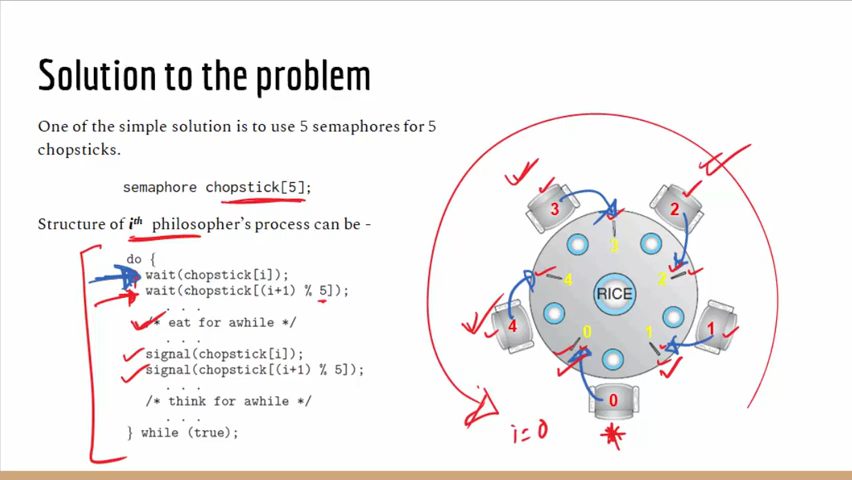 Solution to the problem
One of the simple solution is to use 5 semaphores for 5
chopsticks.
semaphore chopstick[5];
Structure of ith philosopher's process can be -
do {
wait(chopstick[i]);
wait(chopstick[(i+1) % 5]);
. . .
/* eat for awhile */
. . .
signal(chopstick[i]);
signal(chopstick[(i+1) % 5]);
. . .
/* think for awhile */
. . .
} while (true);
3
2
3
4
2
RICE
4
0
1
1
0
i=0